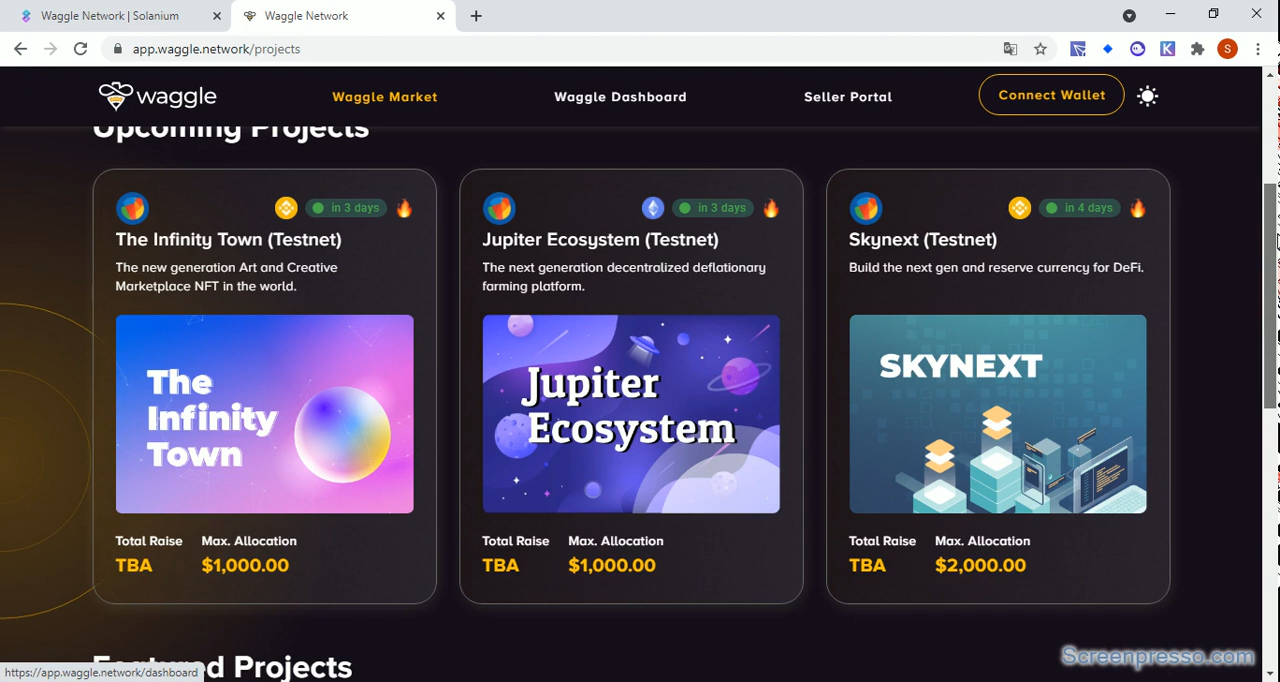 Waggle Network | Solanium
Waggle Network
app.waggle.network/projects
S
waggle
Waggle Market
Waggle Dashboard
Seller Portal
Connect Wallet
Upcoming Projects
in 3 days
The Infinity Town (Testnet)
The new generation Art and Creative
Marketplace NFT in the world.
The
Infinity
Town
Total Raise Max. Allocation
TBA $1,000.00
in 3 days
Jupiter Ecosystem (Testnet)
The next generation decentralized deflationary
farming platform.
Jupiter
Ecosystem
Total Raise Max. Allocation
TBA $1,000.00
in 4 days
Skynext (Testnet)
Build the next gen and reserve currency for DeFi.
SKYNEXT
Total Raise Max. Allocation
TBA $2,000.00
Featured Projects
https://app.waggle.network/dashboard
Screenpresso.com